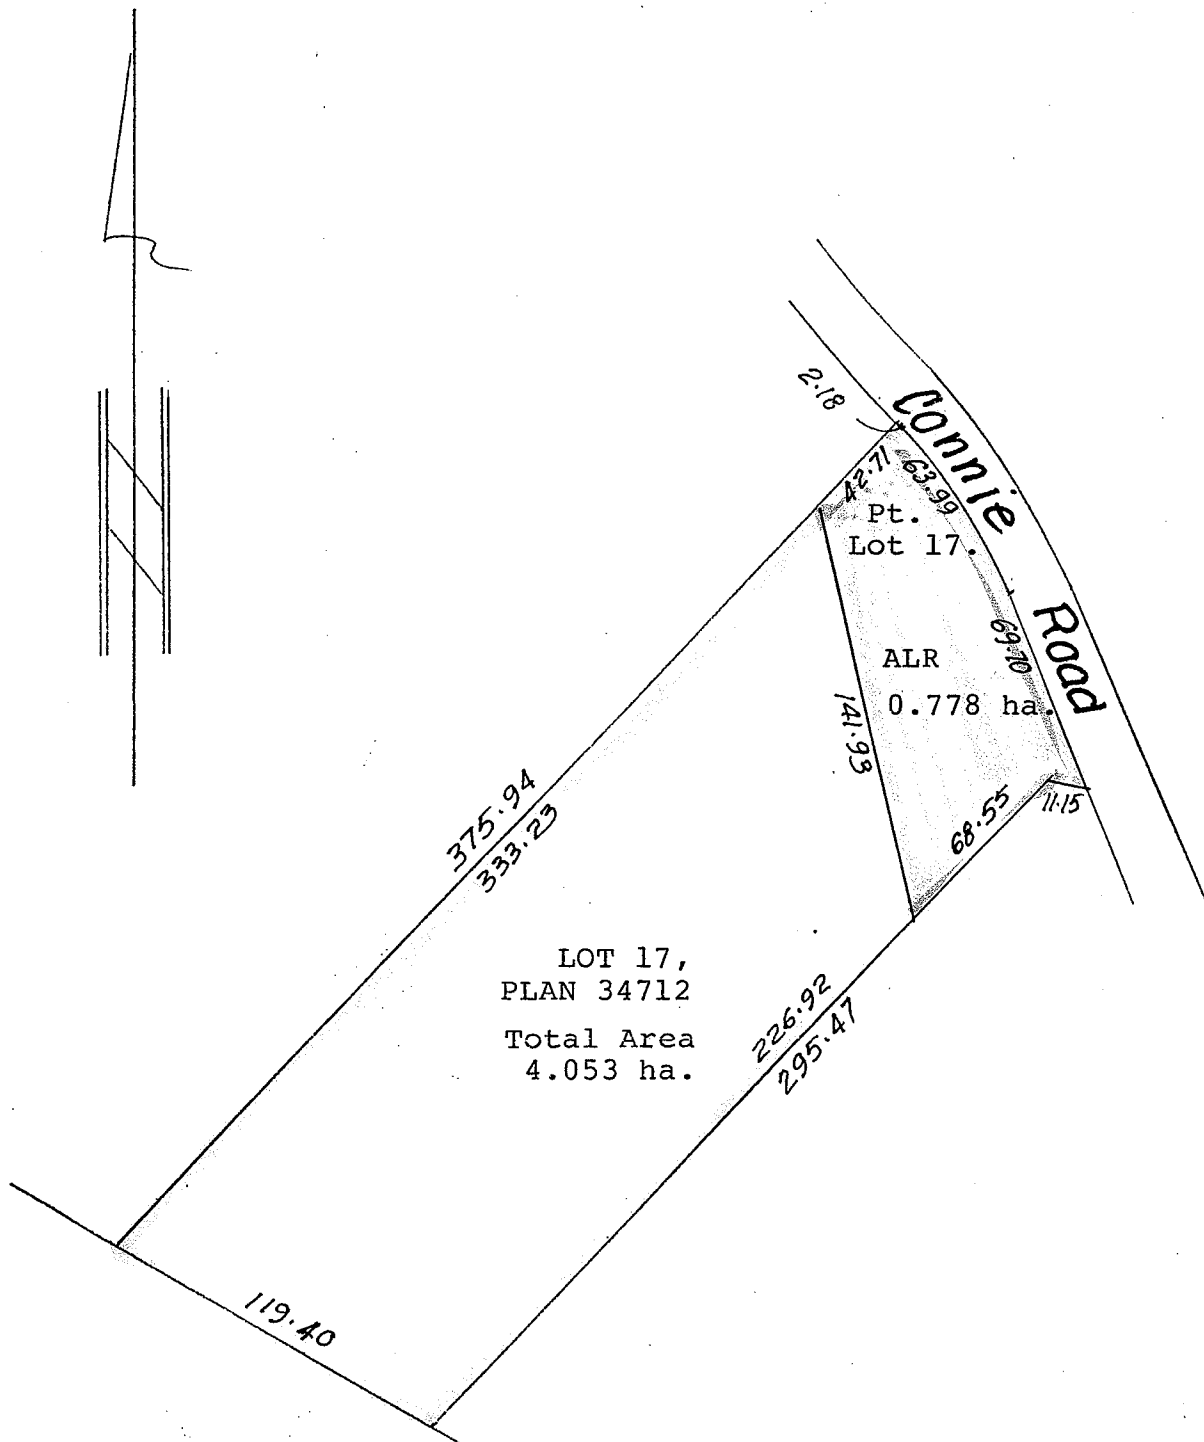 2.18
Connie Road
42.71
63.99
Pt.
Lot 17.
69.70
ALR
0.778 ha.
141.93
11.15
68.55
375.94
333.23
LOT 17,
PLAN 34712
Total Area
4.053 ha.
226.92
295.47
119.40